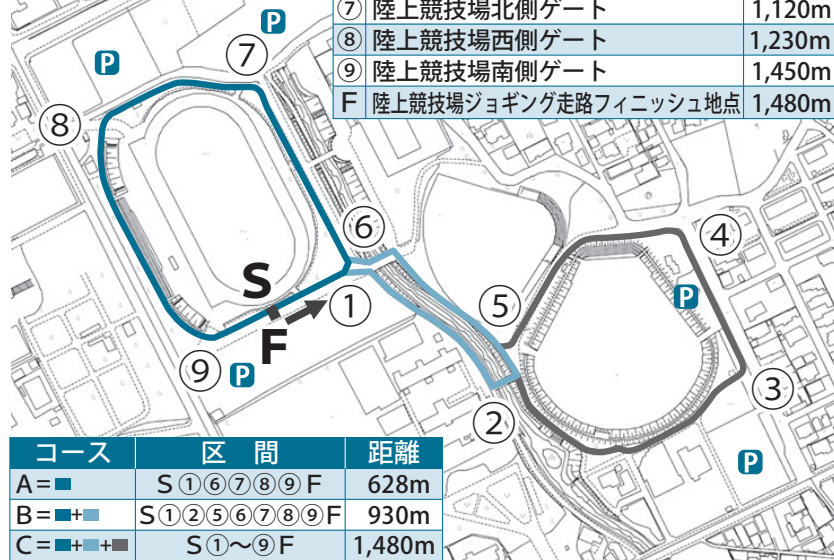 ⑦ 陸上競技場北側ゲート 1,120m
⑧ 陸上競技場西側ゲート 1,230m
⑨ 陸上競技場南側ゲート 1,450m
F 陸上競技場ジョギング走路フィニッシュ地点 1,480m
P
P
⑦
⑧
⑥
④
S
①
⑤
P
F
⑨
P
③
②
P
コース 区間 距離
A=■ S①⑥⑦⑧⑨F 628m
B=■+■ S①②⑤⑥⑦⑧⑨F 930m
C=■+■+■ S①〜⑨F 1,480m